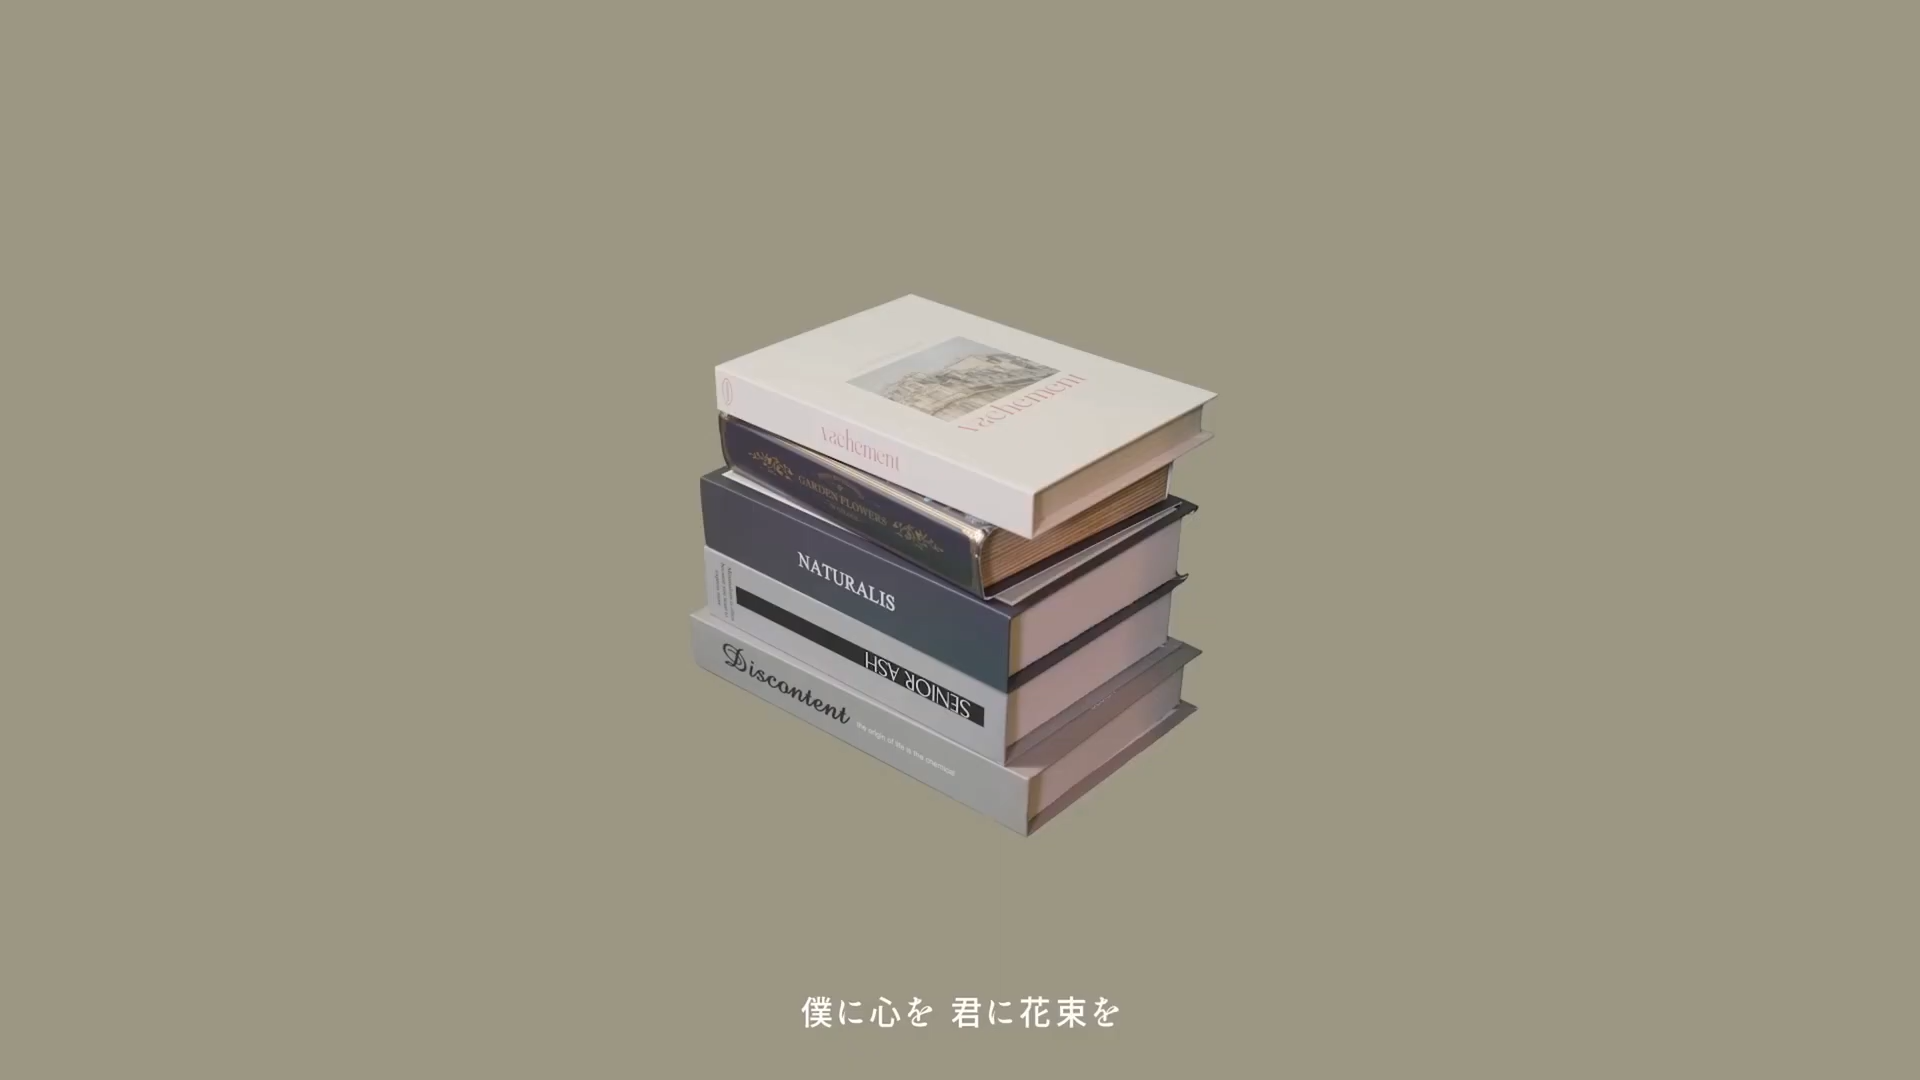 Vachement
Vachement
GARDEN FLOWERS
NATURALIS
SENIOR ASH
Discontent
the origin of life is this chemical
僕に心を 君に花束を